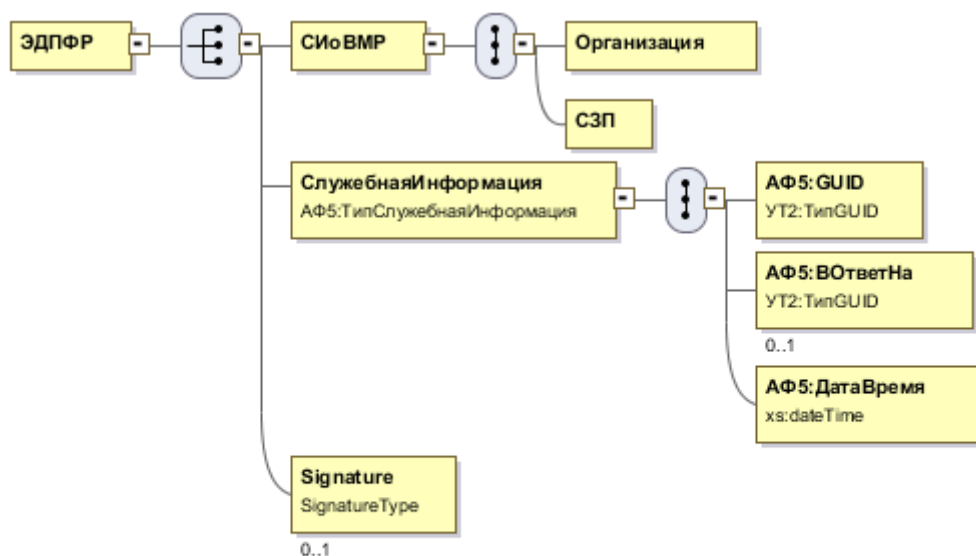 ЭДПФР
СИоВМР
Организация
СЗП
СлужебнаяИнформация
АФ5:ТипСлужебнаяИнформация
АФ5:GUID
УТ2:ТипGUID
АФ5:ВОтветНа
УТ2:ТипGUID
0..1
АФ5:ДатаВремя
xs:dateTime
Signature
SignatureType
0..1